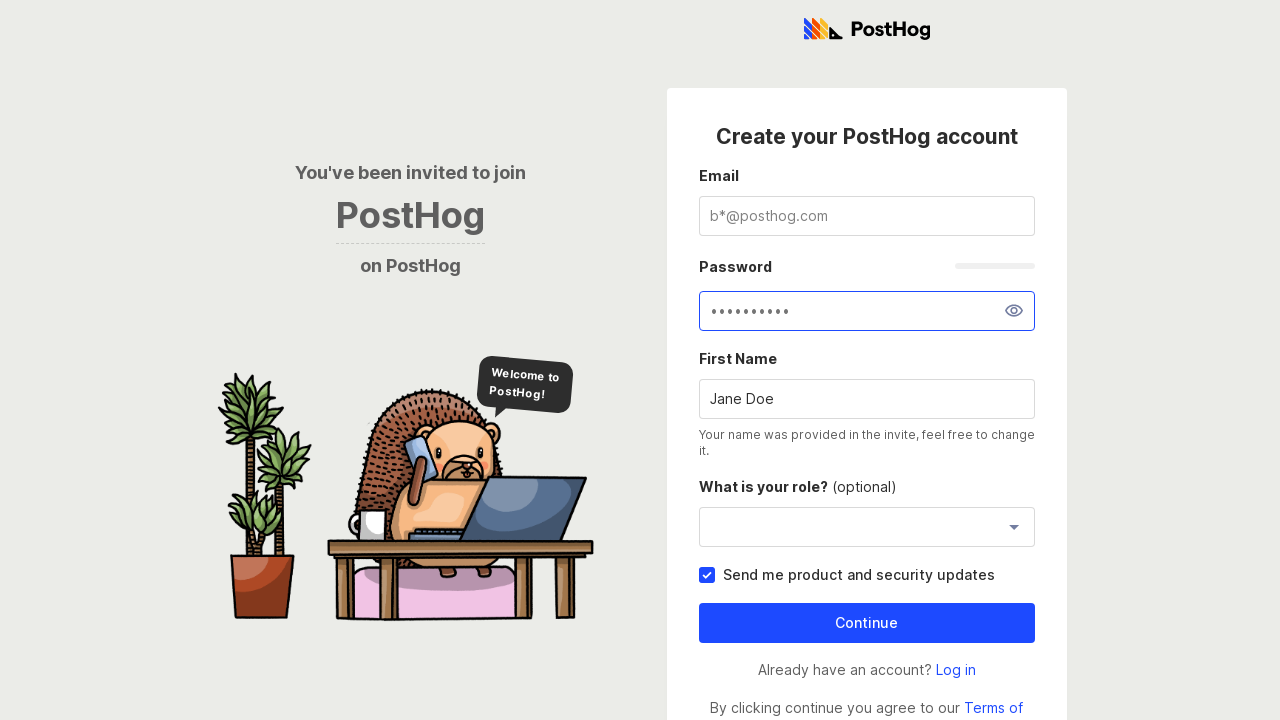 PostHog
You've been invited to join
PostHog
on PostHog
Welcome to
PostHog!
Create your PostHog account
Email
b*@posthog.com
Password
••••••••••
First Name
Jane Doe
Your name was provided in the invite, feel free to change
it.
What is your role? (optional)
Send me product and security updates
Continue
Already have an account? Log in
By clicking continue you agree to our Terms of